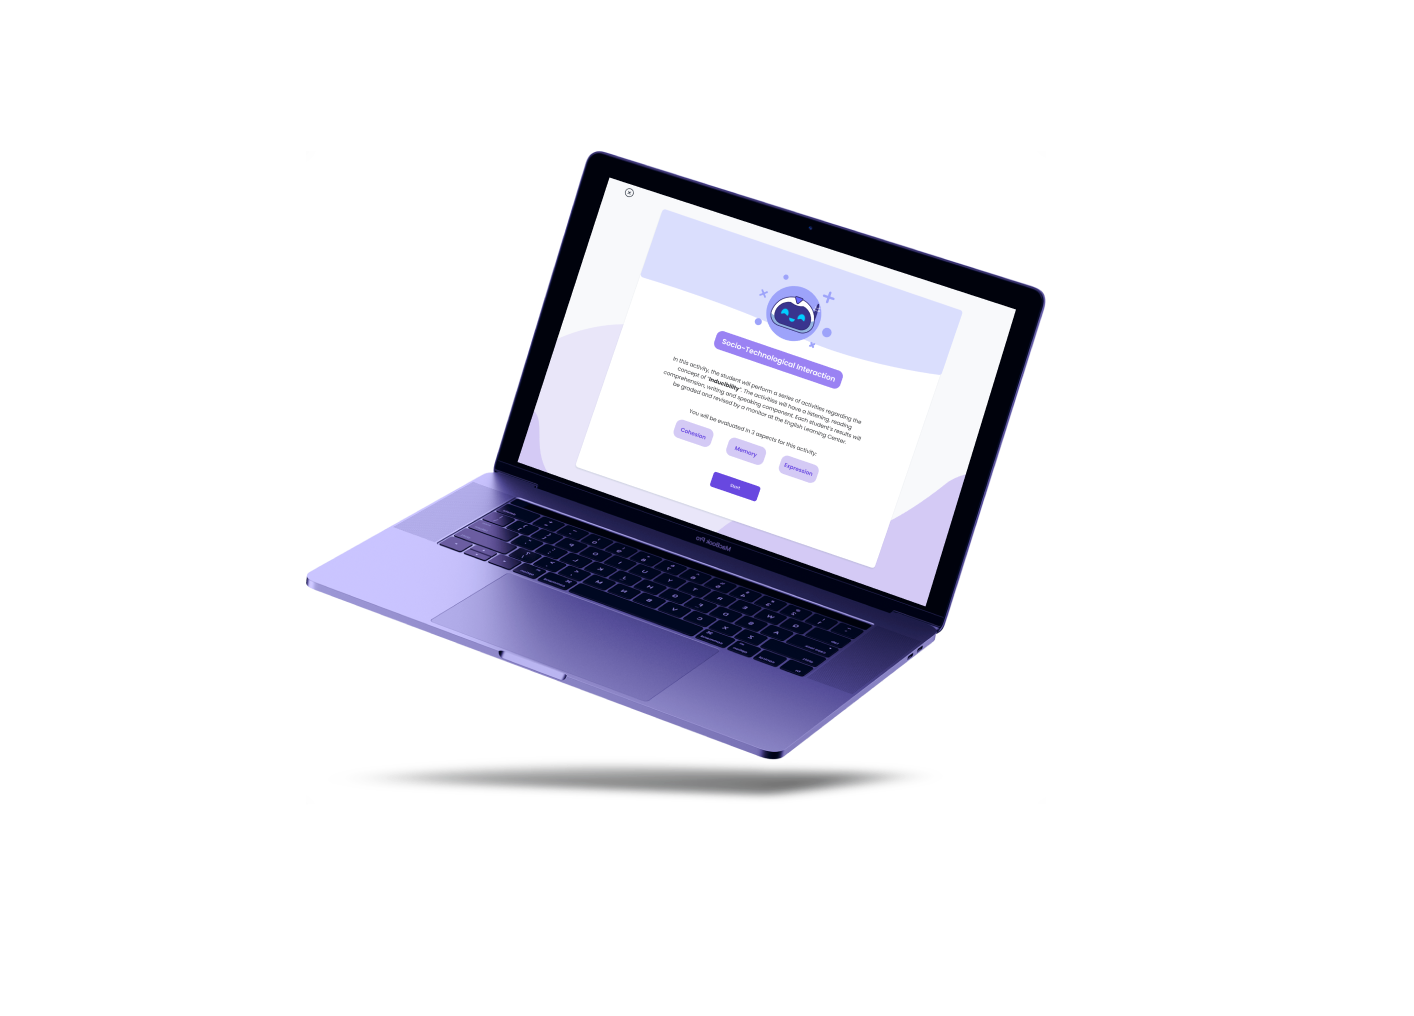 Socio-Technological Interaction
In this activity, the student will perform a series of activities regarding the
concept of "Inducibility". The activities will have a listening, reading
comprehension, writing and speaking component. Each student's results will
be graded and revised by a monitor at the English Learning Center.
You will be evaluated in 3 aspects for this activity:
Cohesion Memory Expression
Start
MacBook Pro